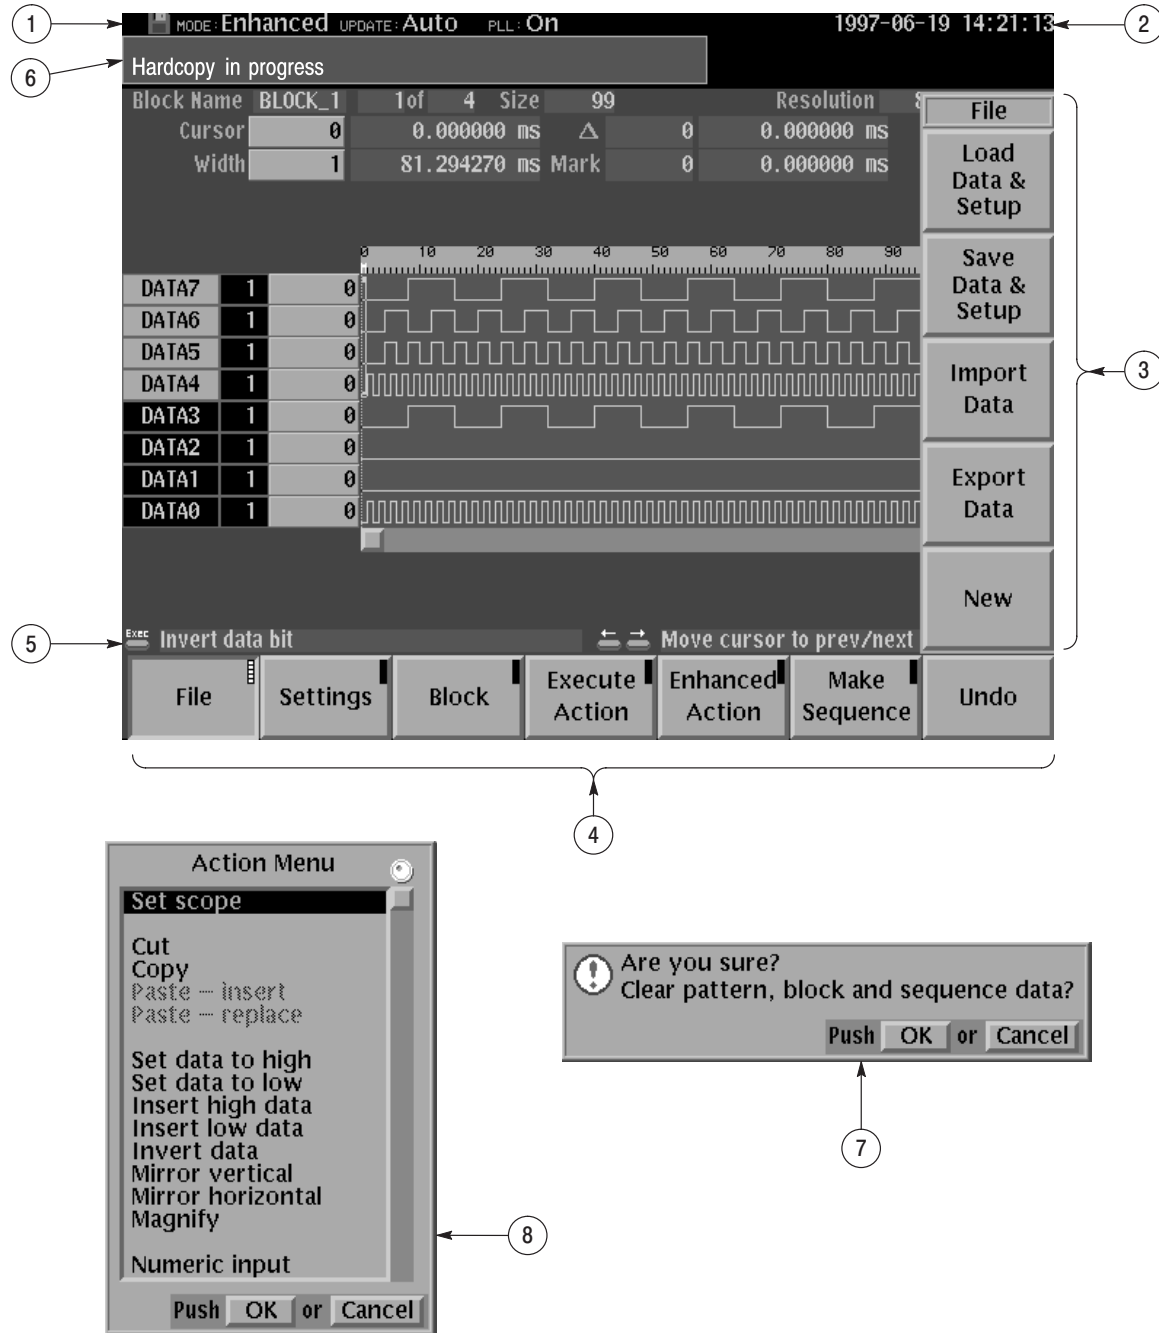 1
MODE: Enhanced UPDATE: Auto PLL: On 1997-06-19 14:21:13
2
6
Hardcopy in progress
Block Name BLOCK_1 1of 4 Size 99 Resolution
Cursor 0 0.000000 ms Δ 0 0.000000 ms
Width 1 81.294270 ms Mark 0 0.000000 ms
File
Load
Data &
Setup
Save
Data &
Setup
Import
Data
Export
Data
New
3
0 10 20 30 40 50 60 70 80 90
DATA7 1 0
DATA6 1 0
DATA5 1 0
DATA4 1 0
DATA3 1 0
DATA2 1 0
DATA1 1 0
DATA0 1 0
5
Exec Invert data bit ← → Move cursor to prev/next
File
Settings
Block
Execute
Action
Enhanced
Action
Make
Sequence
Undo
4
Action Menu
Set scope
Cut
Copy
Paste — insert
Paste — replace
Set data to high
Set data to low
Insert high data
Insert low data
Invert data
Mirror vertical
Mirror horizontal
Magnify
Numeric input
Push OK or Cancel
8
Are you sure?
Clear pattern, block and sequence data?
Push OK or Cancel
7